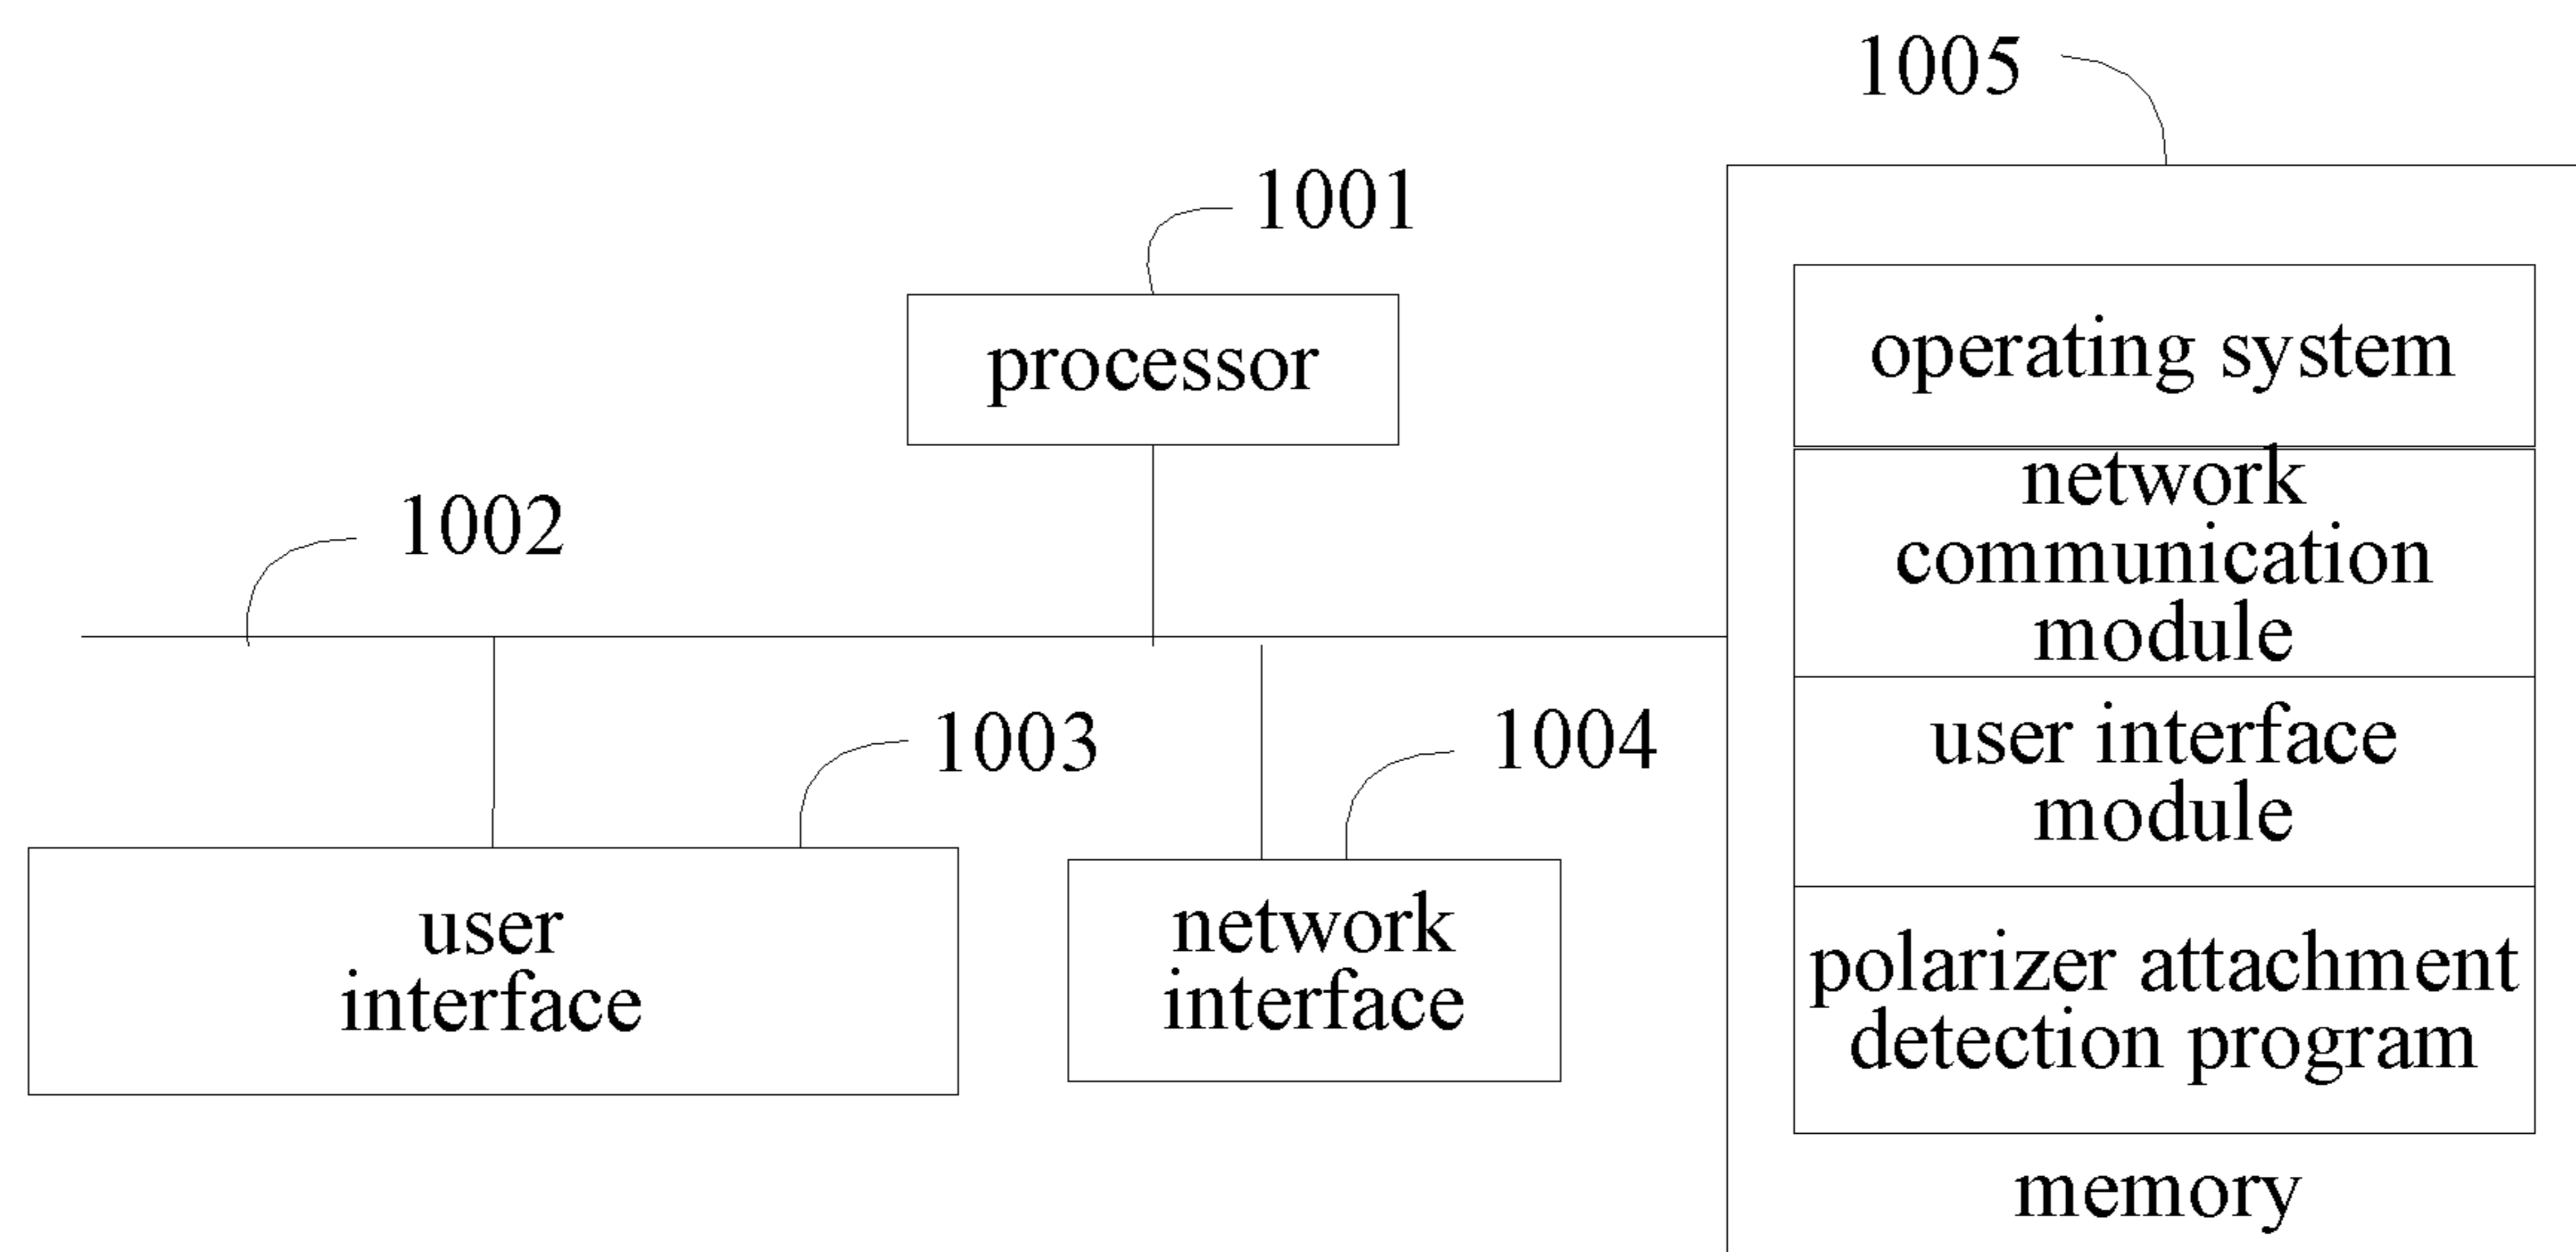 1005
1001
processor
operating system
network
communication
module
1002
user interface
module
1003
1004
user
interface
network
interface
polarizer attachment
detection program
memory